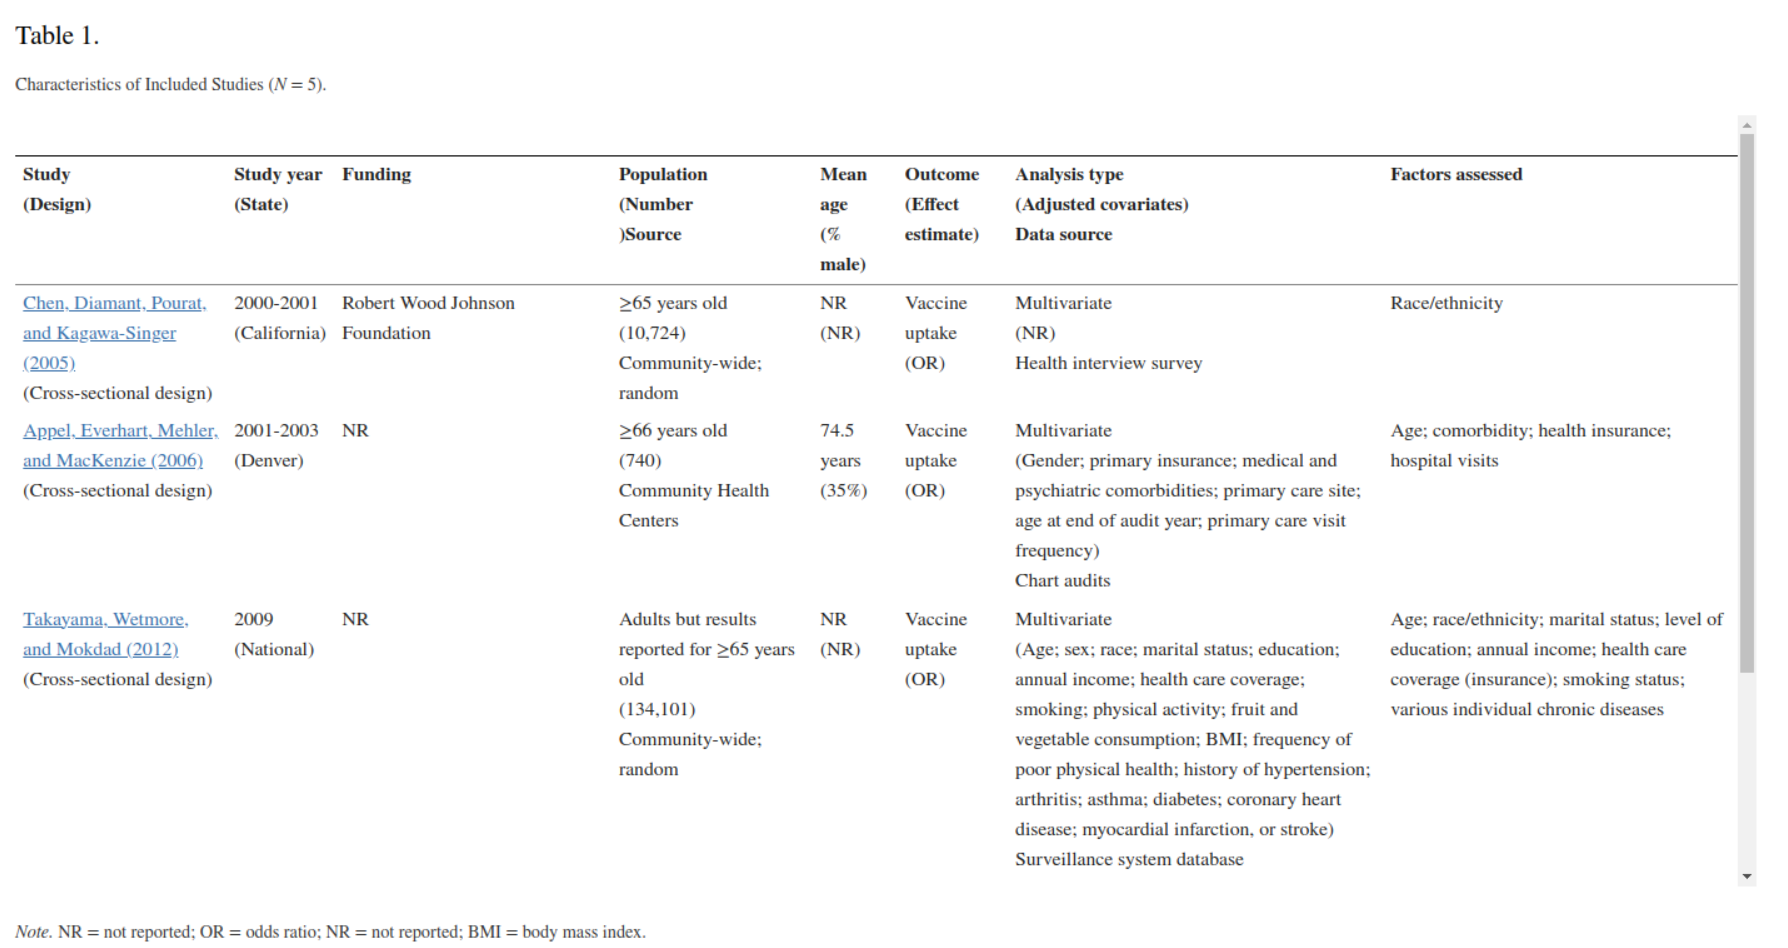 Table 1.
Characteristics of Included Studies (N = 5).
Study
(Design)
Study year
(State)
Funding
Population
(Number
)Source
Mean
age
(%
male)
Outcome
(Effect
estimate)
Analysis type
(Adjusted covariates)
Data source
Factors assessed
Chen, Diamant, Pourat,
and Kagawa-Singer
(2005)
(Cross-sectional design)
2000-2001
(California)
Robert Wood Johnson
Foundation
≥65 years old
(10,724)
Community-wide;
random
NR
(NR)
Vaccine
uptake
(OR)
Multivariate
(NR)
Health interview survey
Race/ethnicity
Appel, Everhart, Mehler,
and MacKenzie (2006)
(Cross-sectional design)
2001-2003
(Denver)
NR
≥66 years old
(740)
Community Health
Centers
74.5
years
(35%)
Vaccine
uptake
(OR)
Multivariate
(Gender; primary insurance; medical and
psychiatric comorbidities; primary care site;
age at end of audit year; primary care visit
frequency)
Chart audits
Age; comorbidity; health insurance;
hospital visits
Takayama, Wetmore,
and Mokdad (2012)
(Cross-sectional design)
2009
(National)
NR
Adults but results
reported for ≥65 years
old
(134,101)
Community-wide;
random
NR
(NR)
Vaccine
uptake
(OR)
Multivariate
(Age; sex; race; marital status; education;
annual income; health care coverage;
smoking; physical activity; fruit and
vegetable consumption; BMI; frequency of
poor physical health; history of hypertension;
arthritis; asthma; diabetes; coronary heart
disease; myocardial infarction, or stroke)
Surveillance system database
Age; race/ethnicity; marital status; level of
education; annual income; health care
coverage (insurance); smoking status;
various individual chronic diseases
Note. NR = not reported; OR = odds ratio; NR = not reported; BMI = body mass index.